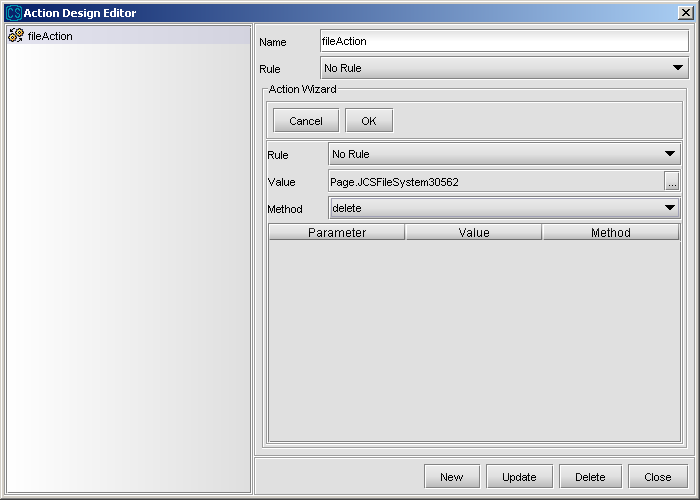 CS Action Design Editor
fileAction
Name fileAction
Rule No Rule
Action Wizard
Cancel OK
Rule No Rule
Value Page.JCSFileSystem30562 ...
Method delete
Parameter Value Method
New Update Delete Close